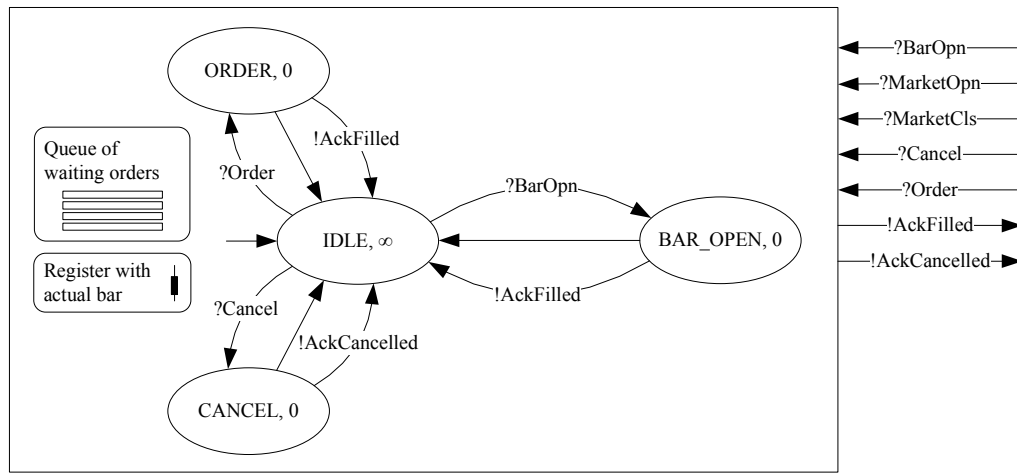 ORDER, 0
!AckFilled
?Order
Queue of
waiting orders
?BarOpn
IDLE, ∞
BAR_OPEN, 0
Register with
actual bar
!AckFilled
?Cancel
!AckCancelled
CANCEL, 0
?BarOpn
?MarketOpn
?MarketCls
?Cancel
?Order
!AckFilled
!AckCancelled